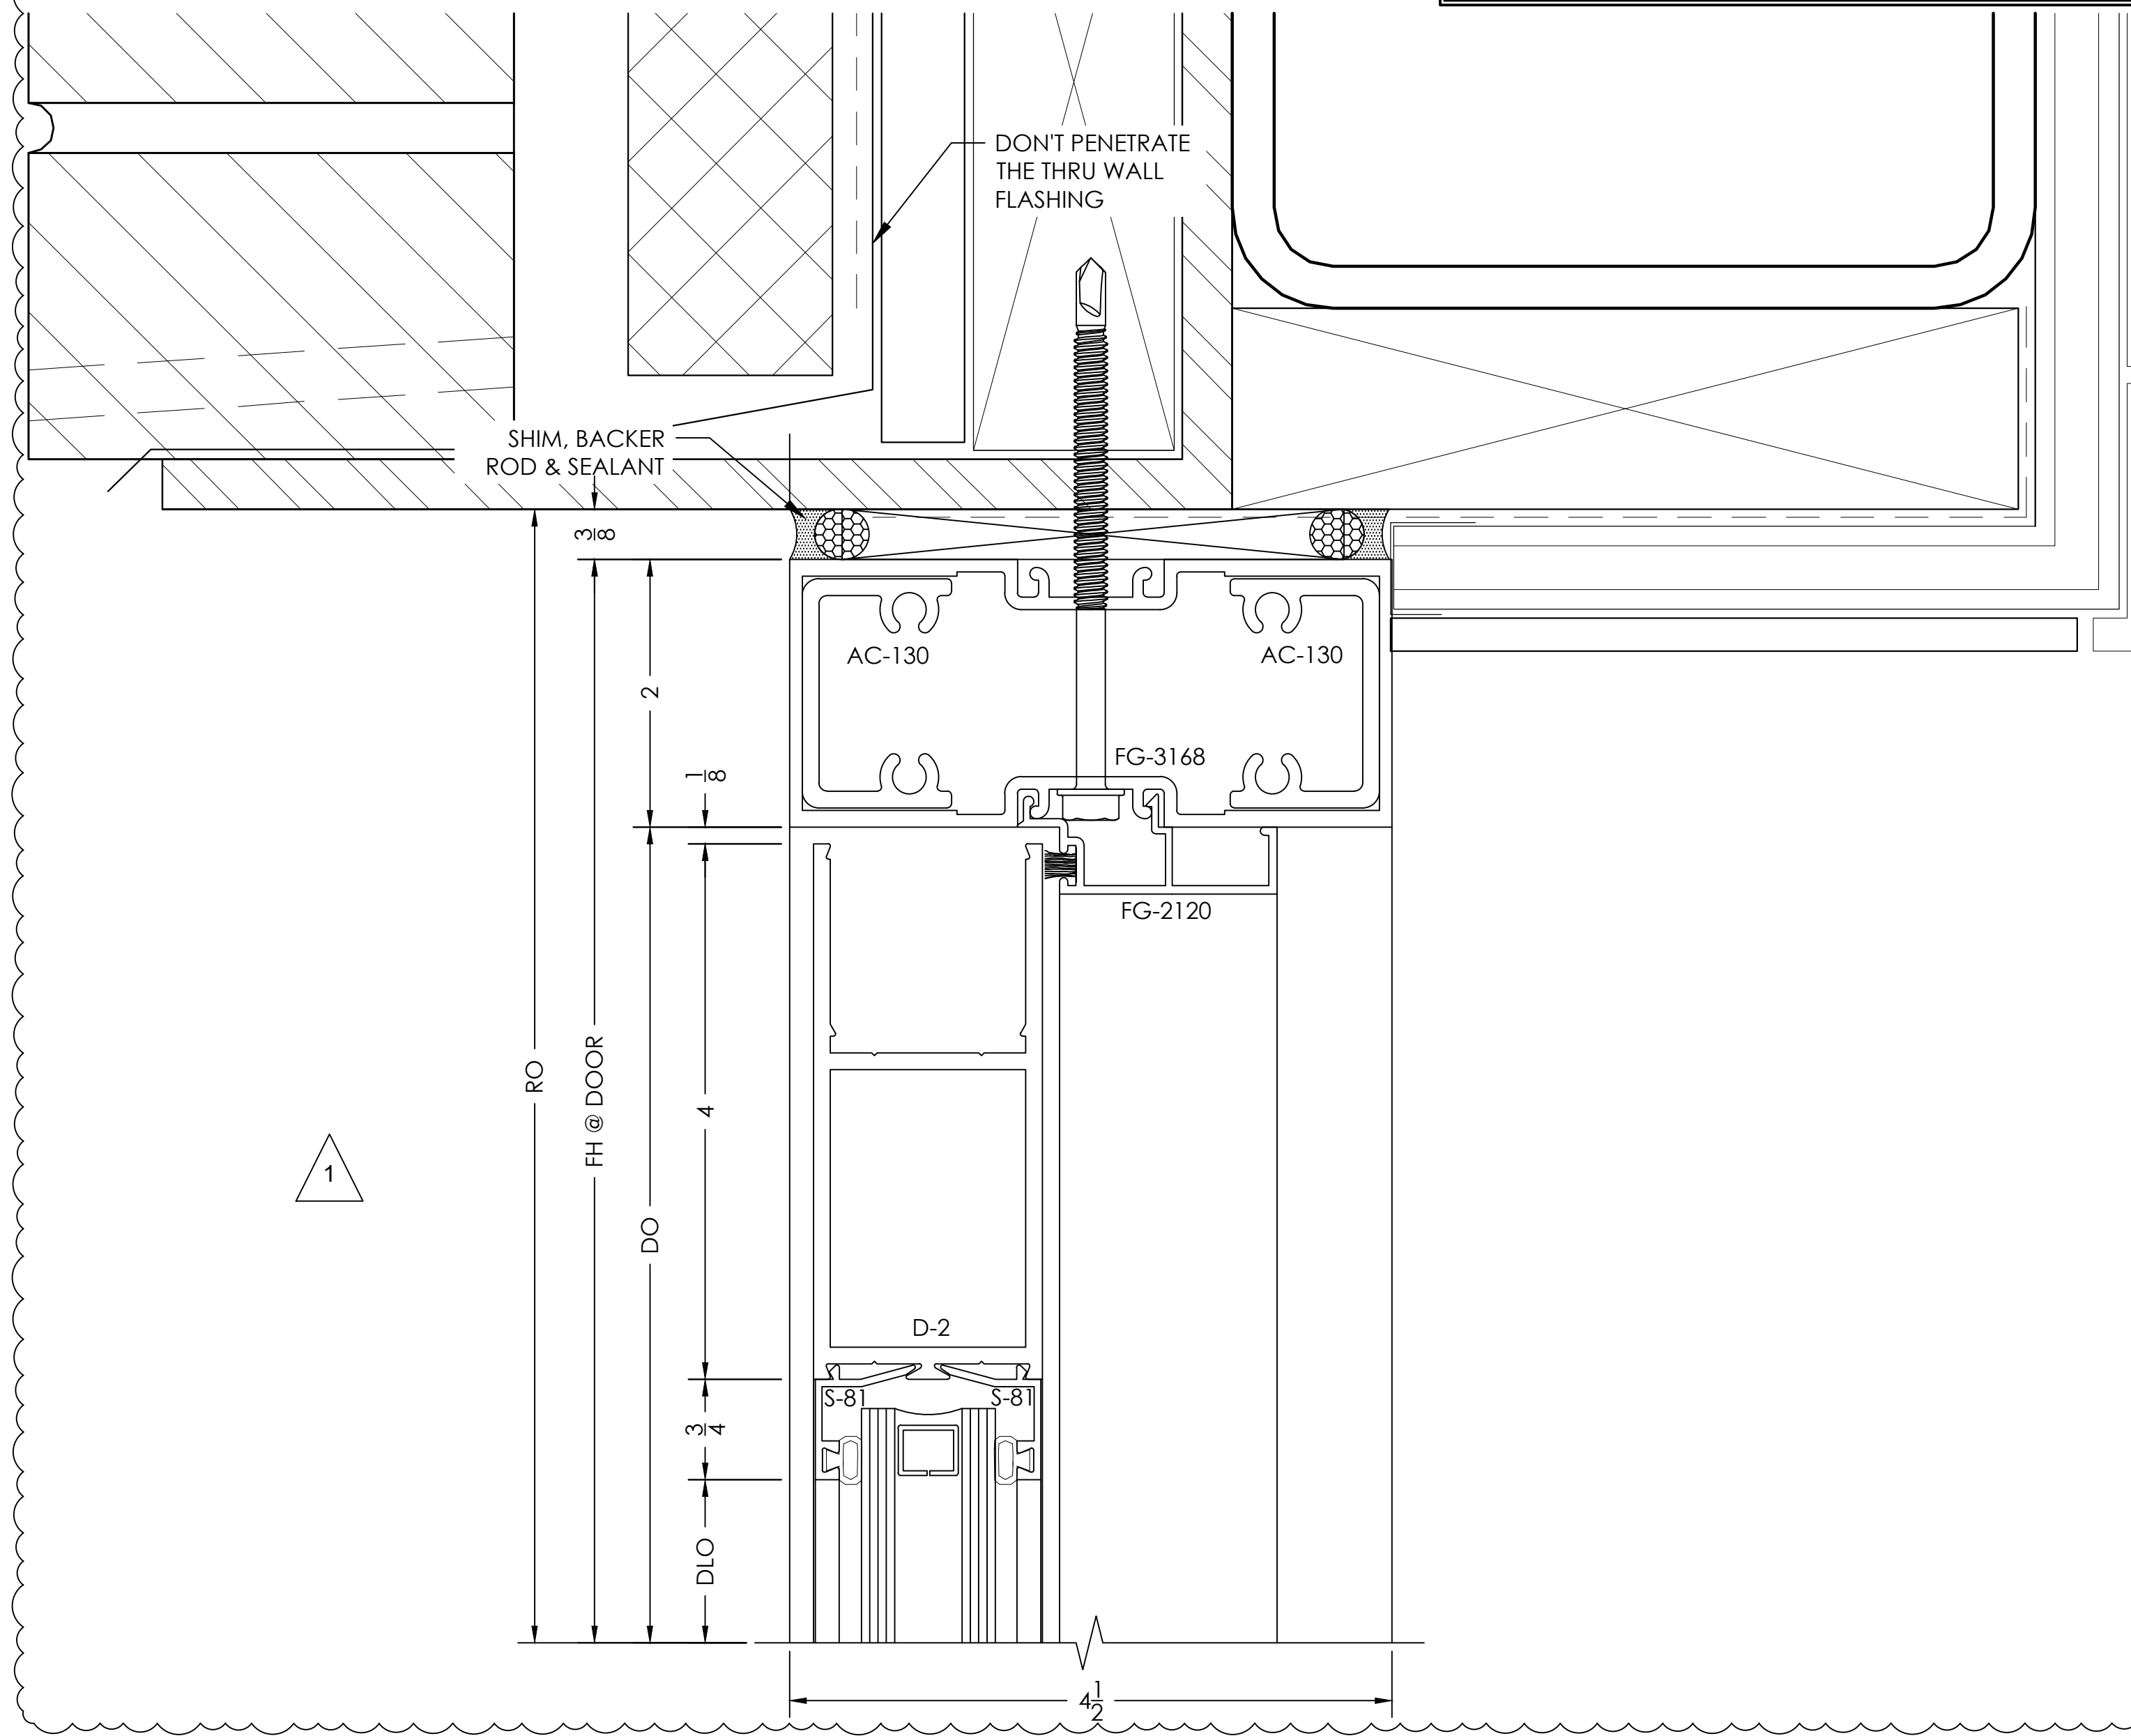 DON'T PENETRATE
THE THRU WALL
FLASHING
SHIM, BACKER
ROD & SEALANT
3/8
AC-130
AC-130
2
FG-3168
1/8
FG-2120
RO
FH @ DOOR
4
1
DO
D-2
S-81
S-81
3/4
DLO
4 1/2